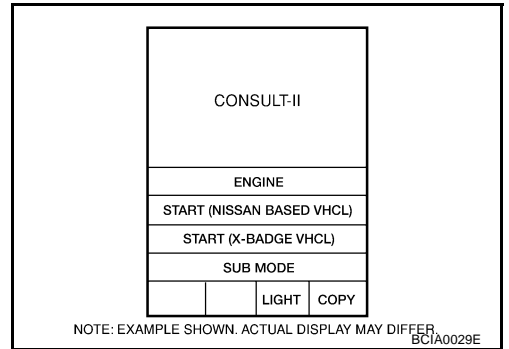 CONSULT-II
ENGINE
START (NISSAN BASED VHCL)
START (X-BADGE VHCL)
SUB MODE
LIGHT COPY
NOTE: EXAMPLE SHOWN. ACTUAL DISPLAY MAY DIFFER.
BCIA0029E